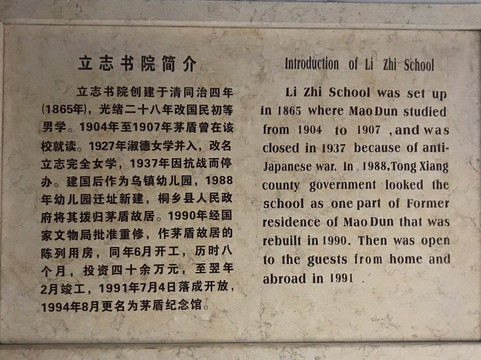 立志书院简介
立志书院创建于清同治四年
(1865年)，光绪二十八年改国民初等
男学。1904年至1907年茅盾曾在该
校就读。1927年淑德女学并入，改名
立志完全女学，1937年因抗战而停
办。建国后作为乌镇幼儿园，1988
年幼儿园迁址新建，桐乡县人民政
府将其拨归茅盾故居。1990年经国
家文物局批准重修，作茅盾故居的
陈列用房，同年6月开工，历时八
个月，投资四十余万元，至翌年
2月竣工，1991年7月4日落成开放，
1994年8月更名为茅盾纪念馆。
Introduction of Li Zhi School
Li Zhi School was set up
in 1865 where Mao Dun studied
from 1904 to 1907 ,and was
closed in 1937 because of anti-
Japanese war. In ,1988,Tong Xiang
county government looked the
school as one part of Former
residence of Mao Dun that was
rebuilt in 1990. Then was open
to the guests from home and
abroad in 1991 .